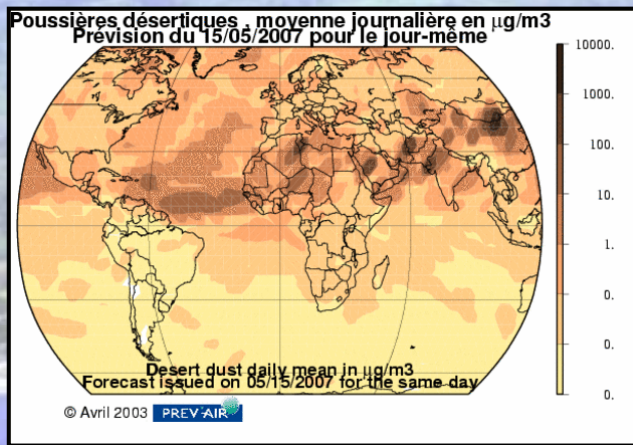 Poussières désertiques , moyenne journalière en µg/m3
Prévision du 15/05/2007 pour le jour-même
10000.
1000.
100.
10.
1.
0.
0.
0.
Desert dust daily mean in µg/m3
Forecast issued on 05/15/2007 for the same day
© Avril 2003 PREV'AIR